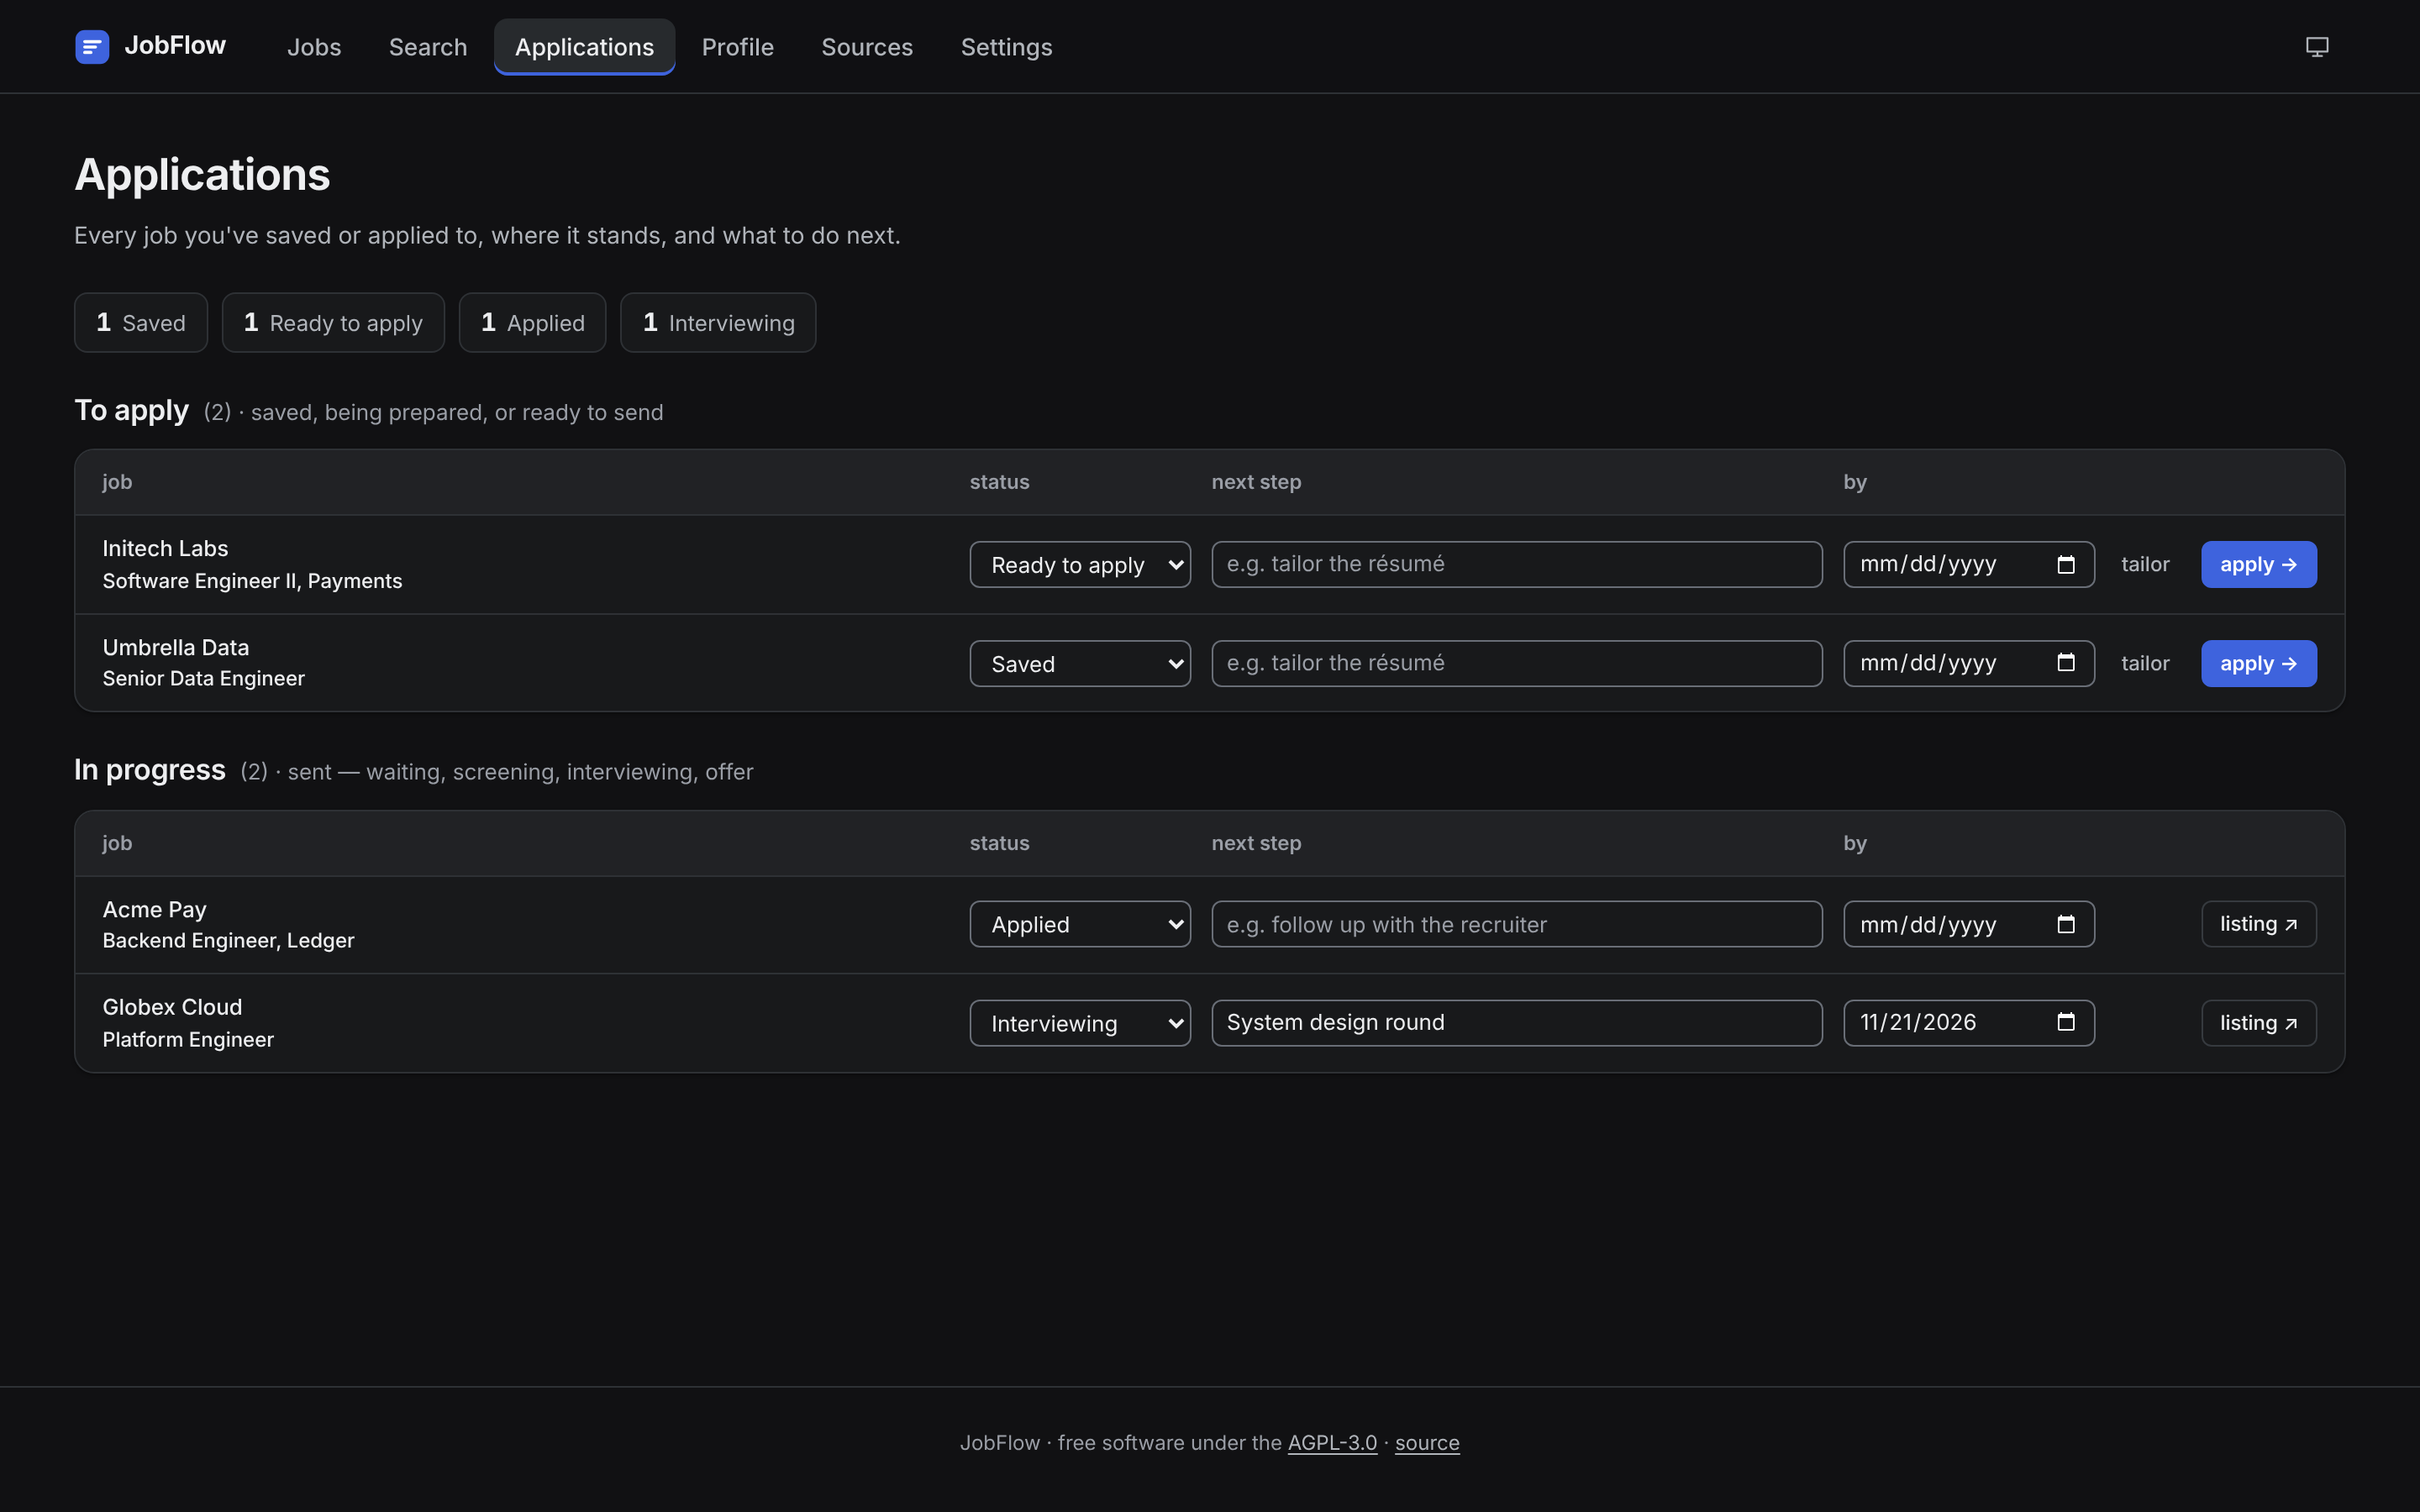 JobFlow Jobs Search Applications Profile Sources Settings
Applications
Every job you've saved or applied to, where it stands, and what to do next.
1 Saved 1 Ready to apply 1 Applied 1 Interviewing
To apply (2) · saved, being prepared, or ready to send
job status next step by
Initech Labs
Software Engineer II, Payments
Ready to apply e.g. tailor the résumé mm/dd/yyyy tailor apply →
Umbrella Data
Senior Data Engineer
Saved e.g. tailor the résumé mm/dd/yyyy tailor apply →
In progress (2) · sent — waiting, screening, interviewing, offer
job status next step by
Acme Pay
Backend Engineer, Ledger
Applied e.g. follow up with the recruiter mm/dd/yyyy listing ↗
Globex Cloud
Platform Engineer
Interviewing System design round 11/21/2026 listing ↗
JobFlow · free software under the AGPL-3.0 · source